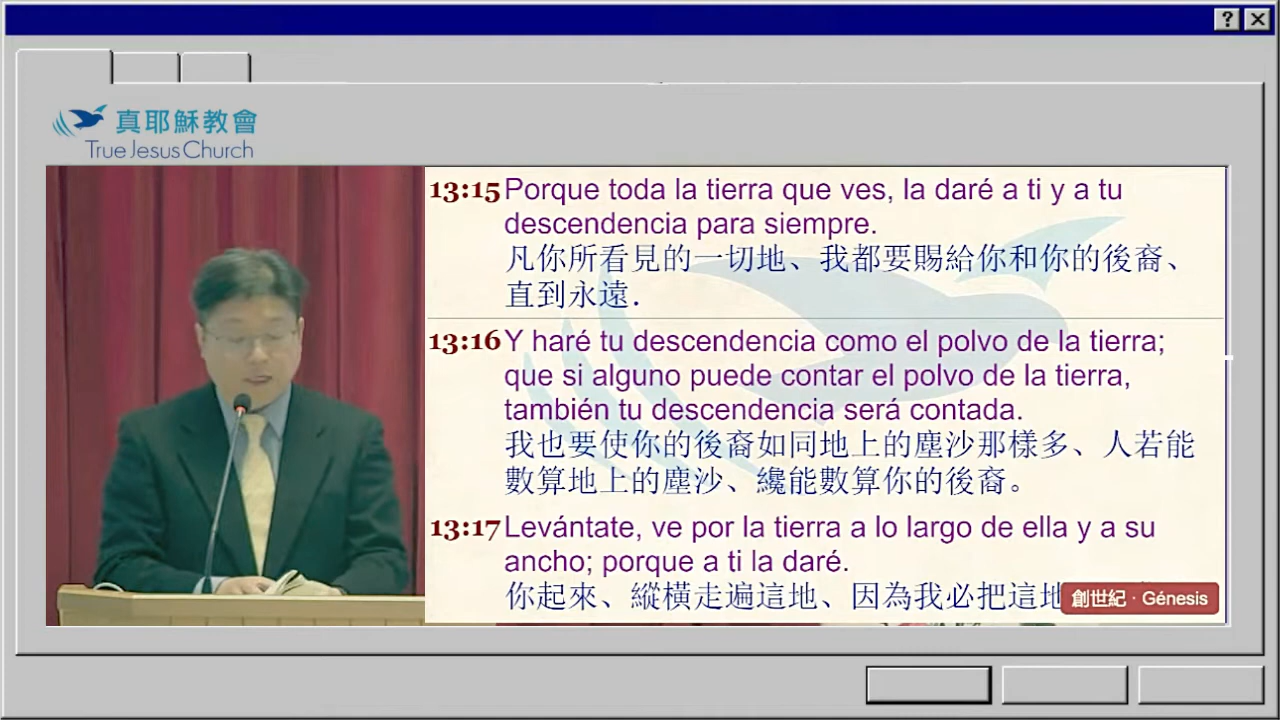 真耶穌教會
True Jesus Church
13:15 Porque toda la tierra que ves, la daré a ti y a tu
descendencia para siempre.
凡你所看見的一切地、我都要賜給你和你的後裔、
直到永遠.
13:16 Y haré tu descendencia como el polvo de la tierra;
que si alguno puede contar el polvo de la tierra,
también tu descendencia será contada.
我也要使你的後裔如同地上的塵沙那樣多、人若能
數算地上的塵沙、纔能數算你的後裔。
13:17 Levántate, ve por la tierra a lo largo de ella y a su
ancho; porque a ti la daré.
你起來、縱橫走遍這地、因為我必把這地
創世紀 · Génesis